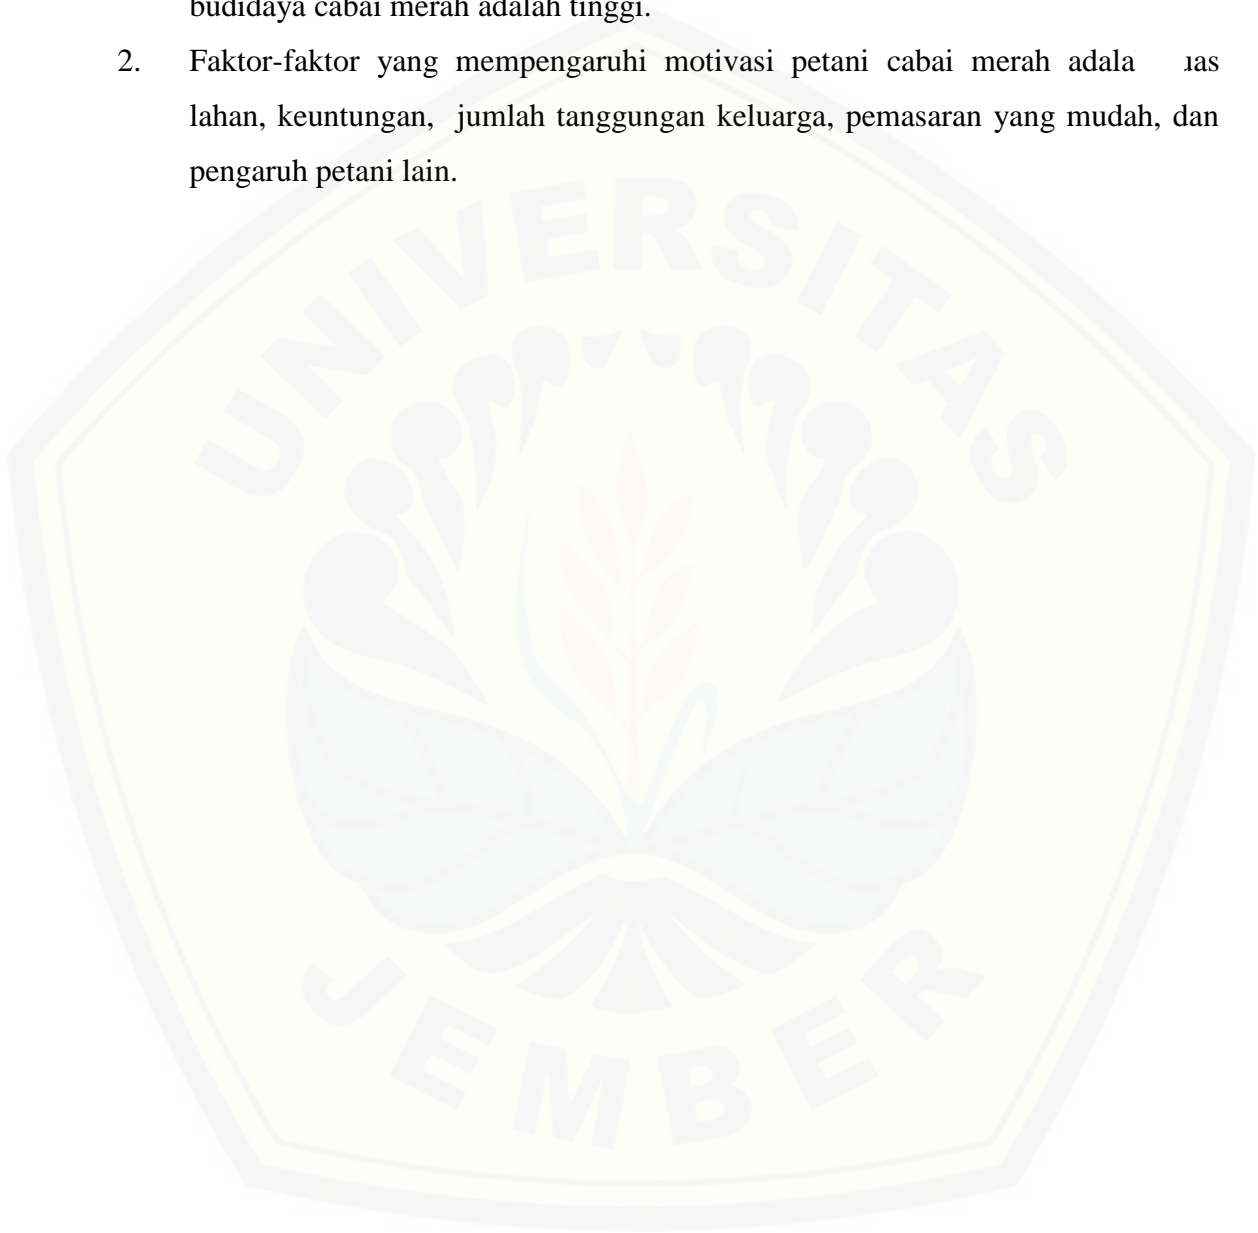 budidaya cabai merah adalah tinggi.
2. Faktor-faktor yang mempengaruhi motivasi petani cabai merah
lahan, keuntungan, jumlah tanggungan keluarga, pemasaran yang mudah, dan
pengaruh petani lain.
UNIVERSITAS
JEMBER